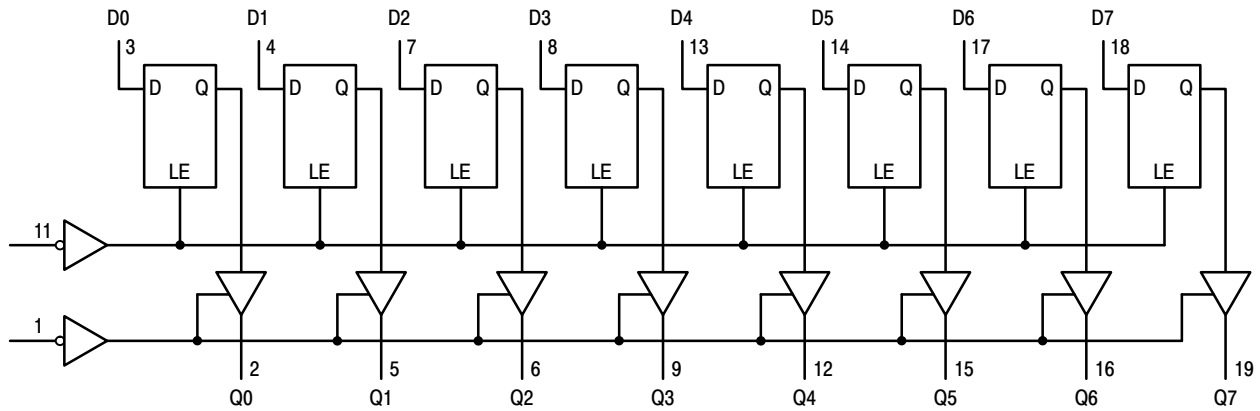 D0 D1 D2 D3 D4 D5 D6 D7
3 4 7 8 13 14 17 18
D Q D Q D Q D Q D Q D Q D Q D Q
LE LE LE LE LE LE LE LE
11
1
2 5 6 9 12 15 16 19
Q0 Q1 Q2 Q3 Q4 Q5 Q6 Q7